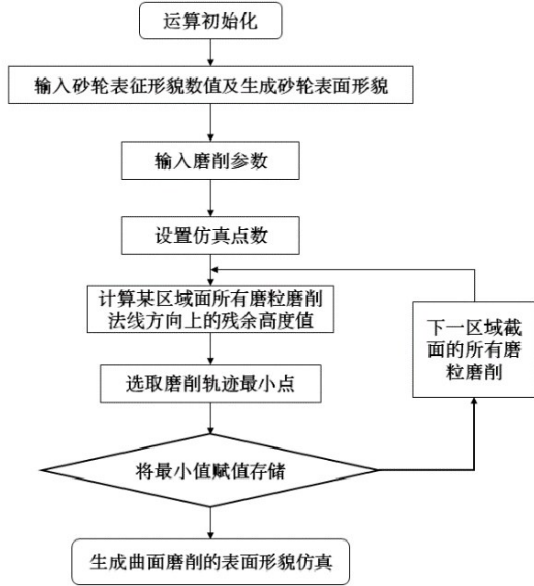 运算初始化
输入砂轮表征形貌数值及生成砂轮表面形貌
输入磨削参数
设置仿真点数
计算某区域面所有磨粒磨削
法线方向上的残余高度值
下一区域截
面的所有磨
粒磨削
选取磨削轨迹最小点
将最小值赋值存储
生成曲面磨削的表面形貌仿真